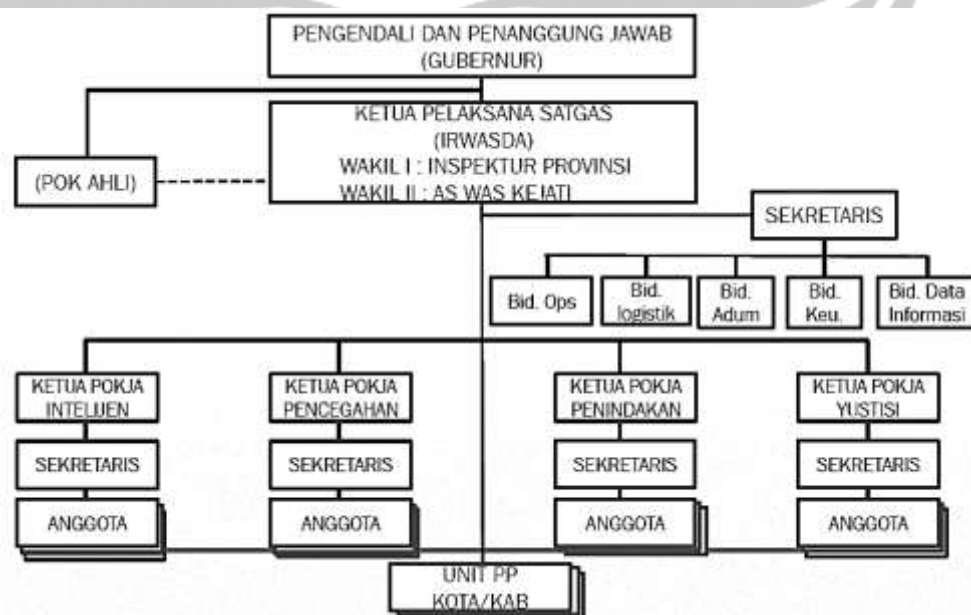 PENGENDALI DAN PENANGGUNG JAWAB
(GUBERNUR)
KETUA PELAKSANA SATGAS
(IRWASDA)
WAKIL I : INSPEKTUR PROVINSI
WAKIL II : AS WAS KEJATI
(POK AHLI)
SEKRETARIS
Bid. Ops
Bid.
logistik
Bid.
Adum
Bid.
Keu.
Bid. Data
Informasi
KETUA POKJA
INTELIJEN
KETUA POKJA
PENCEGAHAN
KETUA POKJA
PENINDAKAN
KETUA POKJA
YUSTISI
SEKRETARIS
SEKRETARIS
SEKRETARIS
SEKRETARIS
ANGGOTA
ANGGOTA
ANGGOTA
ANGGOTA
UNIT PP
KOTA/KAB